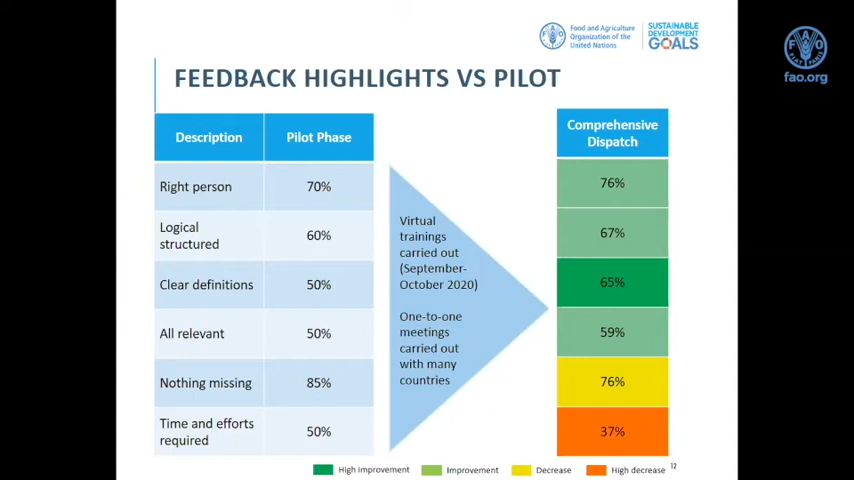 Food and Agriculture
Organization of the
United Nations
SUSTAINABLE
DEVELOPMENT
GOALS
FAO
FIAT PANIS
fao.org
FEEDBACK HIGHLIGHTS VS PILOT
Description
Pilot Phase
Comprehensive
Dispatch
Right person
70%
76%
Logical
structured
60%
67%
Clear definitions
50%
65%
All relevant
50%
59%
Nothing missing
85%
76%
Time and efforts
required
50%
37%
Virtual
trainings
carried out
(September-
October 2020)
One-to-one
meetings
carried out
with many
countries
High improvement
Improvement
Decrease
High decrease
12